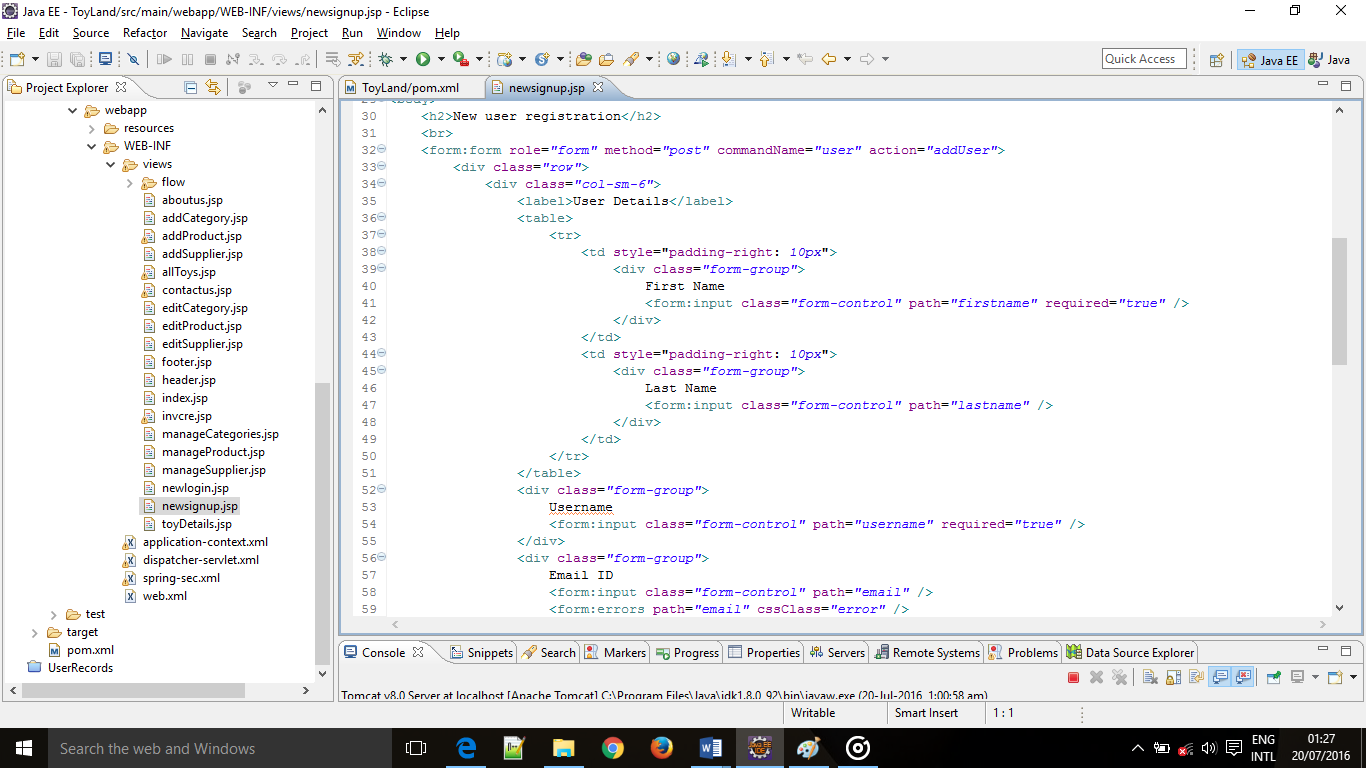 Java EE - ToyLand/src/main/webapp/WEB-INF/views/newsignup.jsp - Eclipse
File Edit Source Refactor Navigate Search Project Run Window Help
Quick Access Java EE Java
Project Explorer
webapp
resources
WEB-INF
views
flow
aboutus.jsp
addCategory.jsp
addProduct.jsp
addSupplier.jsp
allToys.jsp
contactus.jsp
editCategory.jsp
editProduct.jsp
editSupplier.jsp
footer.jsp
header.jsp
index.jsp
invcre.jsp
manageCategories.jsp
manageProduct.jsp
manageSupplier.jsp
newlogin.jsp
newsignup.jsp
toyDetails.jsp
application-context.xml
dispatcher-servlet.xml
spring-sec.xml
web.xml
test
target
pom.xml
UserRecords
ToyLand/pom.xml newsignup.jsp
29 <body>
30 <h2>New user registration</h2>
31 <br>
32 <form:form role="form" method="post" commandName="user" action="addUser">
33 <div class="row">
34 <div class="col-sm-6">
35 <label>User Details</label>
36 <table>
37 <tr>
38 <td style="padding-right: 10px">
39 <div class="form-group">
40 First Name
41 <form:input class="form-control" path="firstname" required="true" />
42 </div>
43 </td>
44 <td style="padding-right: 10px">
45 <div class="form-group">
46 Last Name
47 <form:input class="form-control" path="lastname" />
48 </div>
49 </td>
50 </tr>
51 </table>
52 <div class="form-group">
53 Username
54 <form:input class="form-control" path="username" required="true" />
55 </div>
56 <div class="form-group">
57 Email ID
58 <form:input class="form-control" path="email" />
59 <form:errors path="email" cssClass="error" />
Console Snippets Search Markers Progress Properties Servers Remote Systems Problems Data Source Explorer
Tomcat v8.0 Server at localhost [Apache Tomcat] C:\Program Files\Java\jdk1.8.0_92\bin\javaw.exe (20-Jul-2016, 1:00:58 am)
Writable Smart Insert 1 : 1
Search the web and Windows
ENG
INTL
01:27
20/07/2016